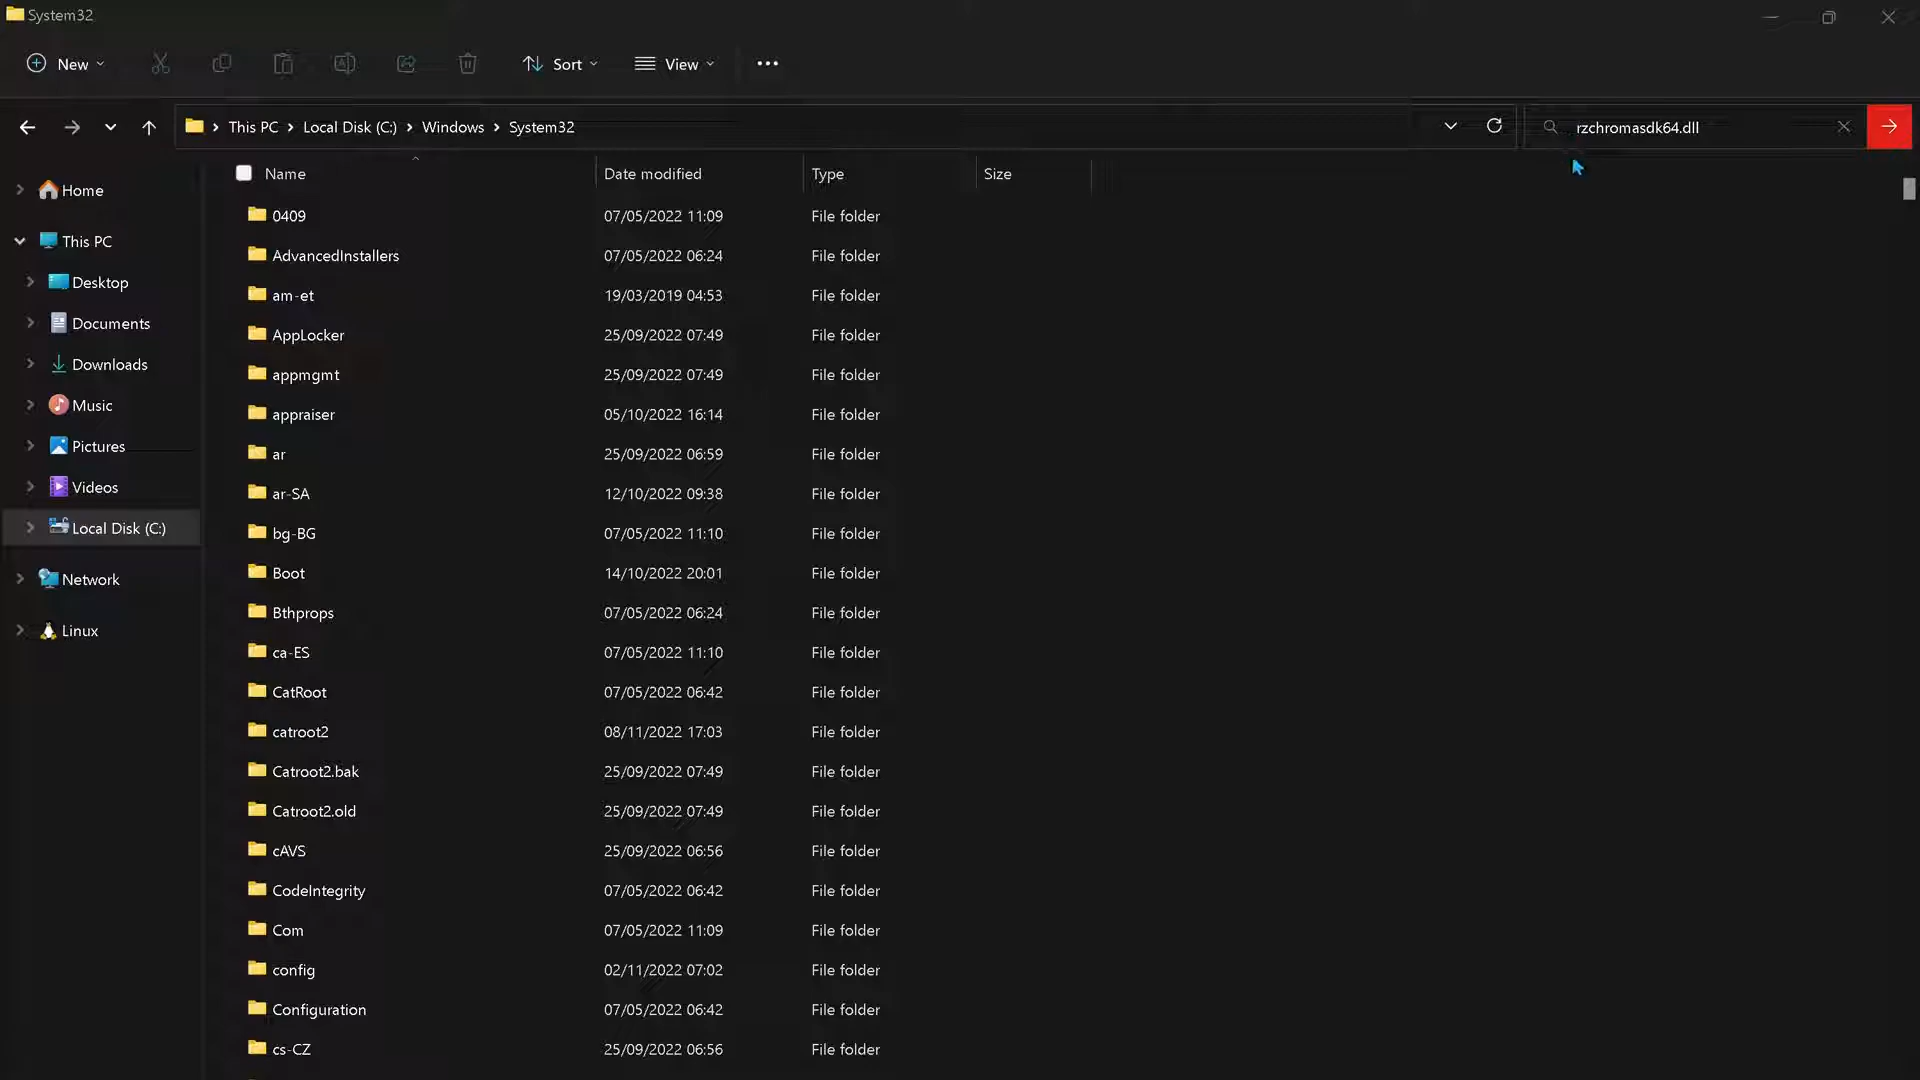 System32
New
Sort
View
This PC
Local Disk (C:)
Windows
System32
rzchromasdk64.dll
Home
This PC
Desktop
Documents
Downloads
Music
Pictures
Videos
Local Disk (C:)
Network
Linux
Name Date modified Type Size
0409 07/05/2022 11:09 File folder
AdvancedInstallers 07/05/2022 06:24 File folder
am-et 19/03/2019 04:53 File folder
AppLocker 25/09/2022 07:49 File folder
appmgmt 25/09/2022 07:49 File folder
appraiser 05/10/2022 16:14 File folder
ar 25/09/2022 06:59 File folder
ar-SA 12/10/2022 09:38 File folder
bg-BG 07/05/2022 11:10 File folder
Boot 14/10/2022 20:01 File folder
Bthprops 07/05/2022 06:24 File folder
ca-ES 07/05/2022 11:10 File folder
CatRoot 07/05/2022 06:42 File folder
catroot2 08/11/2022 17:03 File folder
Catroot2.bak 25/09/2022 07:49 File folder
Catroot2.old 25/09/2022 07:49 File folder
cAVS 25/09/2022 06:56 File folder
CodeIntegrity 07/05/2022 06:42 File folder
Com 07/05/2022 11:09 File folder
config 02/11/2022 07:02 File folder
Configuration 07/05/2022 06:42 File folder
cs-CZ 25/09/2022 06:56 File folder